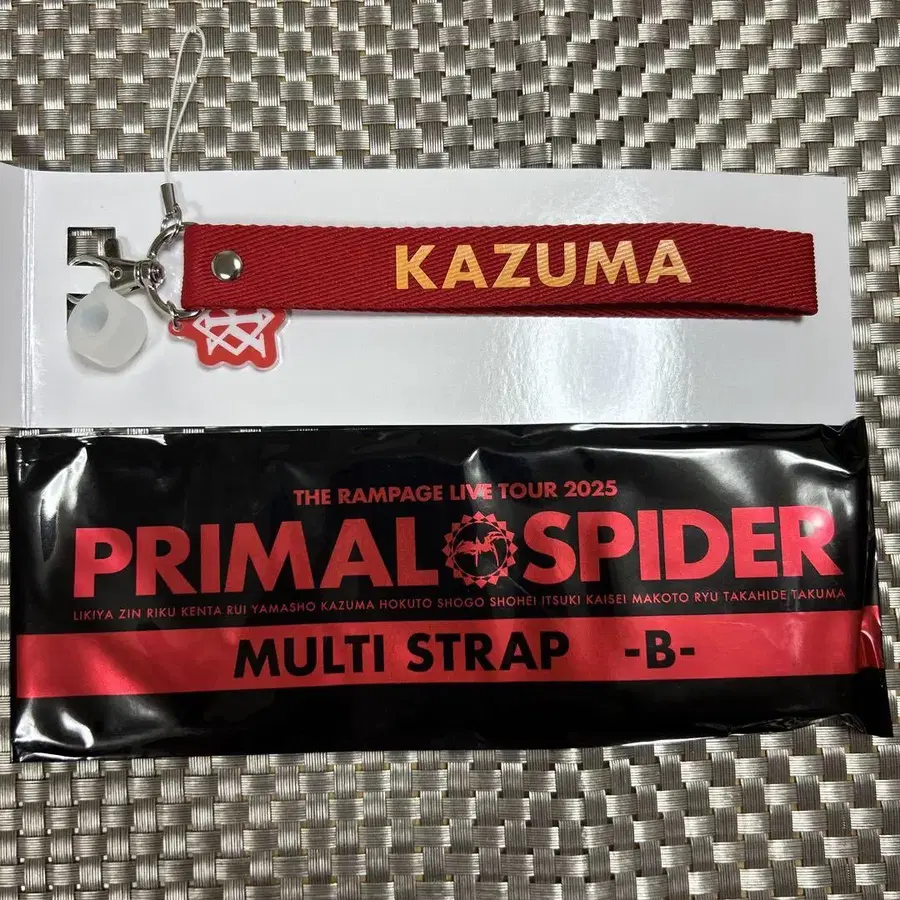 KAZUMA
THE RAMPAGE LIVE TOUR 2025
PRIMAL SPIDER
LIKIYA ZIN RIKU KENTA RUI YAMASHO KAZUMA HOKUTO SHOGO SHOHEI ITSUKI KAISEI MAKOTO RYU TAKAHIDE TAKUMA
MULTI STRAP -B-